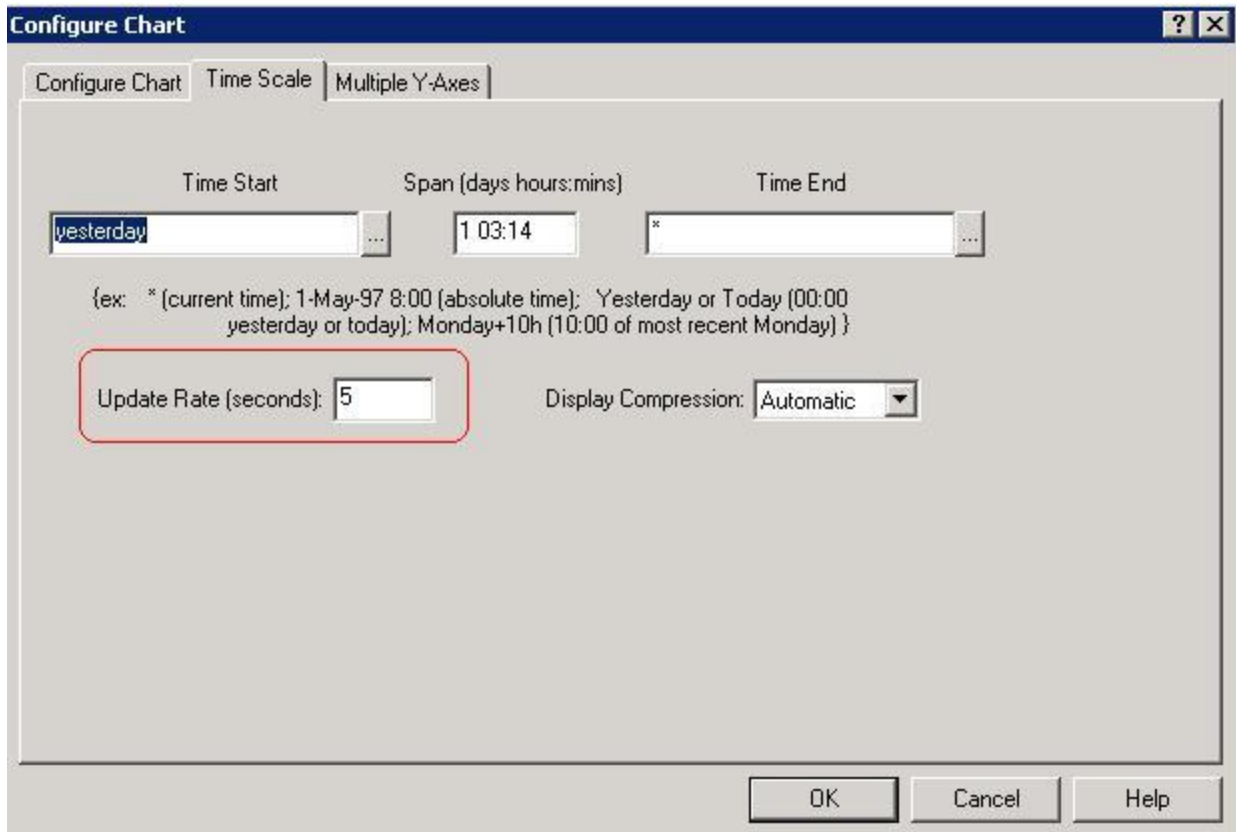 Configure Chart
Configure Chart Time Scale Multiple Y-Axes
Time Start Span (days hours:mins) Time End
yesterday ... 1 03:14 * ...
{ex: * (current time); 1-May-97 8:00 (absolute time); Yesterday or Today (00:00
yesterday or today); Monday+10h (10:00 of most recent Monday) }
Update Rate (seconds): 5 Display Compression: Automatic
OK Cancel Help